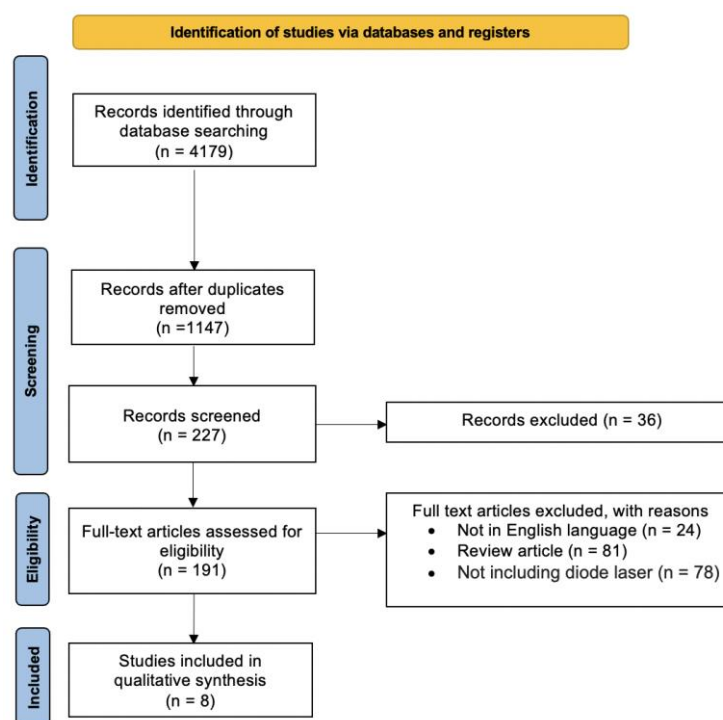 Identification of studies via databases and registers
Identification
Records identified through
database searching
(n = 4179)
Screening
Records after duplicates
removed
(n =1147)
Records screened
(n = 227)
Records excluded (n = 36)
Eligibility
Full-text articles assessed for
eligibility
(n = 191)
Full text articles excluded, with reasons
• Not in English language (n = 24)
• Review article (n = 81)
• Not including diode laser (n = 78)
Included
Studies included in
qualitative synthesis
(n = 8)